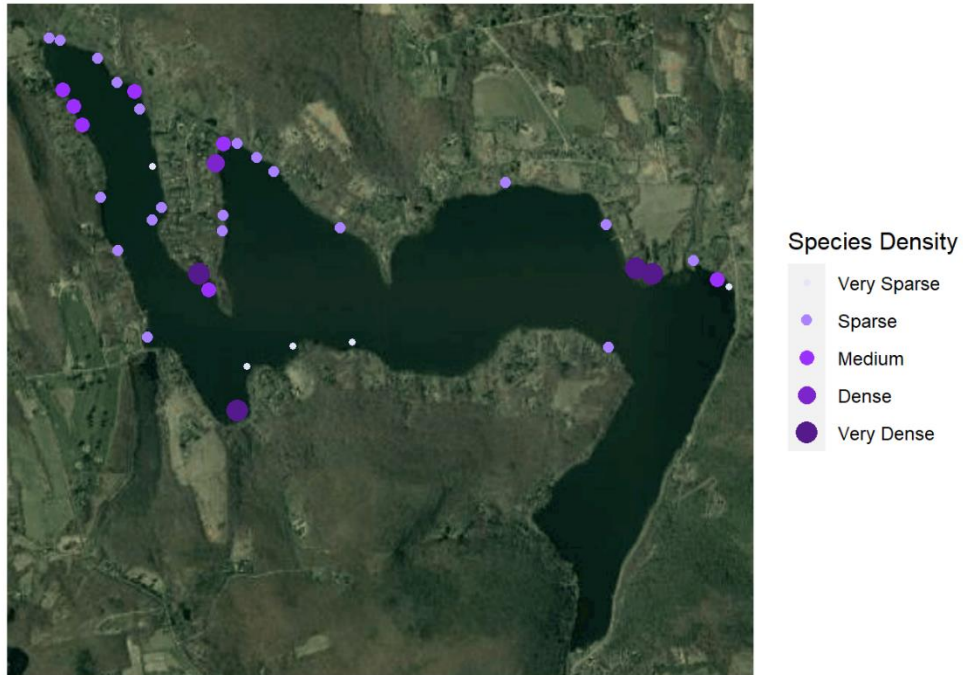 Species Density
Very Sparse
Sparse
Medium
Dense
Very Dense